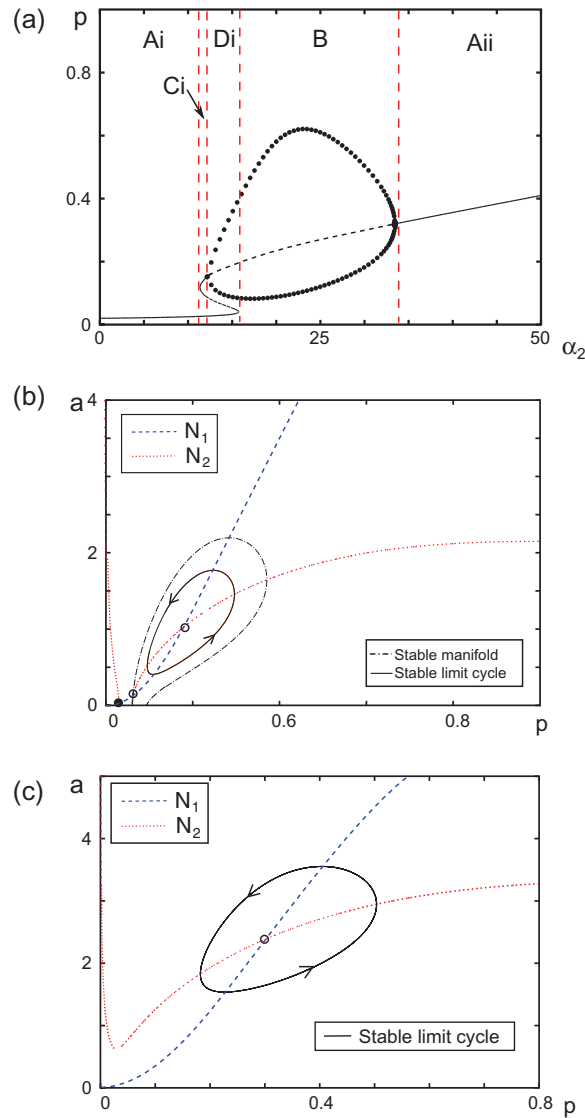 (a)
p
Ai
Di
B
Aii
Ci
0.8
0.4
0
0
25
50
α2
(b)
a
4
2
0
N1
N2
Stable manifold
Stable limit cycle
0
0.6
0.8
p
(c)
a
4
2
0
N1
N2
Stable limit cycle
0
0.4
0.8
p